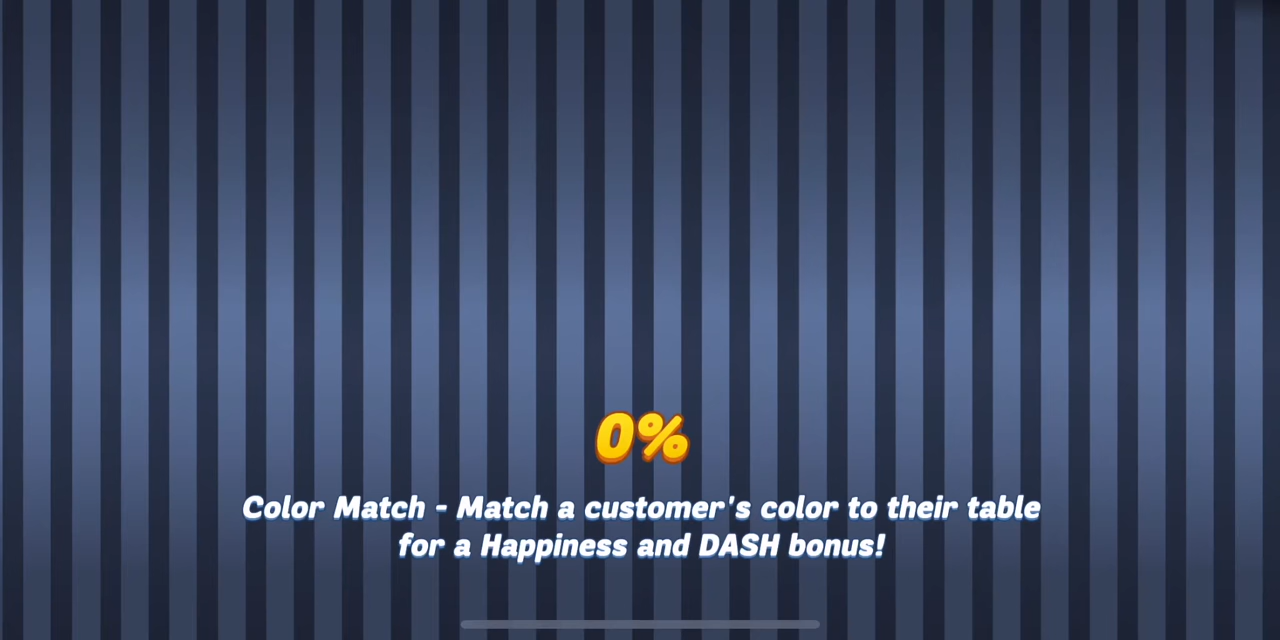 0%
Color Match - Match a customer's color to their table
for a Happiness and DASH bonus!